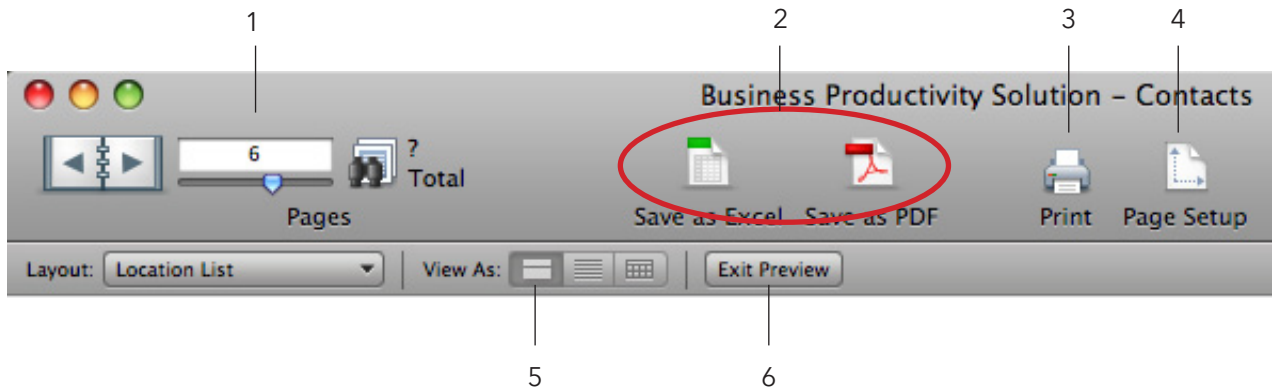 1 2 3 4
Business Productivity Solution – Contacts
6 ?
Total
Pages Save as Excel Save as PDF Print Page Setup
Layout: Location List View As: Exit Preview
5 6